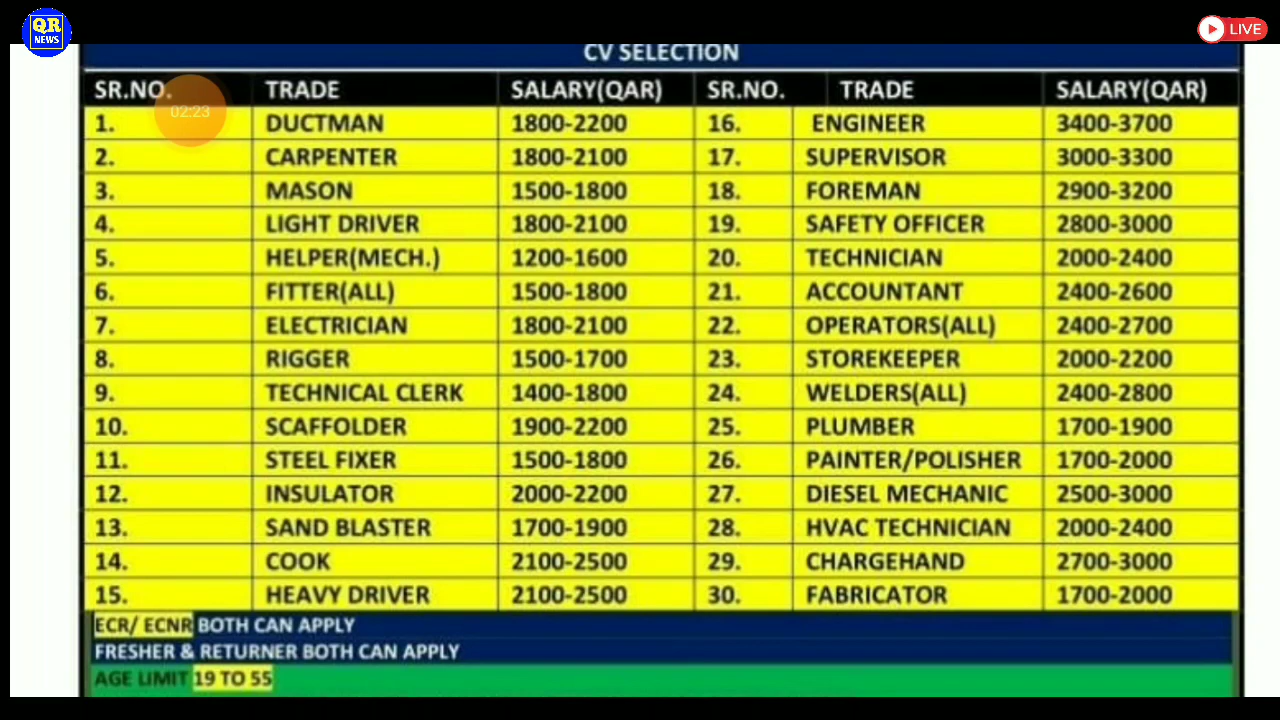 QR
NEWS
LIVE
CV SELECTION
SR.NO. TRADE SALARY(QAR) SR.NO. TRADE SALARY(QAR)
02:23
1. DUCTMAN 1800-2200 16. ENGINEER 3400-3700
2. CARPENTER 1800-2100 17. SUPERVISOR 3000-3300
3. MASON 1500-1800 18. FOREMAN 2900-3200
4. LIGHT DRIVER 1800-2100 19. SAFETY OFFICER 2800-3000
5. HELPER(MECH.) 1200-1600 20. TECHNICIAN 2000-2400
6. FITTER(ALL) 1500-1800 21. ACCOUNTANT 2400-2600
7. ELECTRICIAN 1800-2100 22. OPERATORS(ALL) 2400-2700
8. RIGGER 1500-1700 23. STOREKEEPER 2000-2200
9. TECHNICAL CLERK 1400-1800 24. WELDERS(ALL) 2400-2800
10. SCAFFOLDER 1900-2200 25. PLUMBER 1700-1900
11. STEEL FIXER 1500-1800 26. PAINTER/POLISHER 1700-2000
12. INSULATOR 2000-2200 27. DIESEL MECHANIC 2500-3000
13. SAND BLASTER 1700-1900 28. HVAC TECHNICIAN 2000-2400
14. COOK 2100-2500 29. CHARGEHAND 2700-3000
15. HEAVY DRIVER 2100-2500 30. FABRICATOR 1700-2000
ECR/ ECNR BOTH CAN APPLY
FRESHER & RETURNER BOTH CAN APPLY
AGE LIMIT 19 TO 55